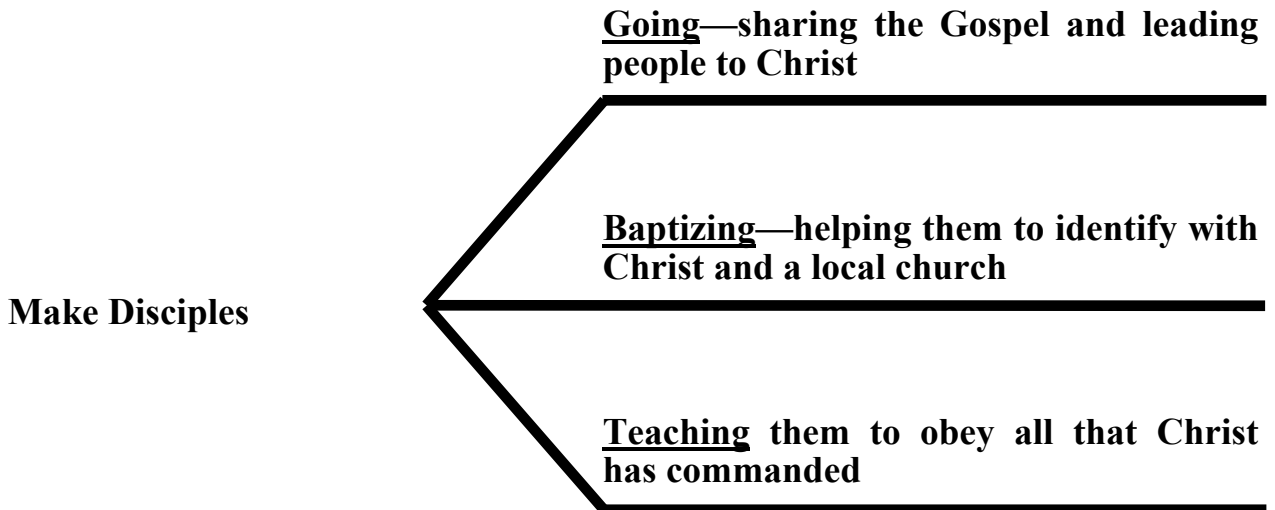 Going—sharing the Gospel and leading
people to Christ
Baptizing—helping them to identify with
Christ and a local church
Make Disciples
Teaching them to obey all that Christ
has commanded